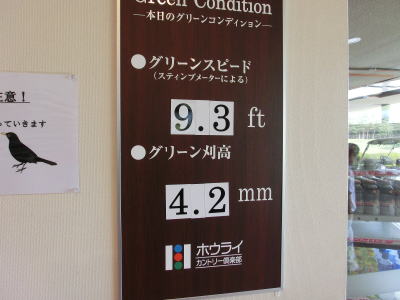 Green Condition
―本日のグリーンコンディション―
●グリーンスピード
(スティンプメーターによる)
9.3 ft
●グリーン刈高
4.2 mm
ホウライ
カントリー倶楽部
注意!
っていきます